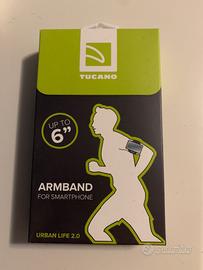 TUCANO
UP TO
6”
ARMBAND
FOR SMARTPHONE
URBAN LIFE 2.0